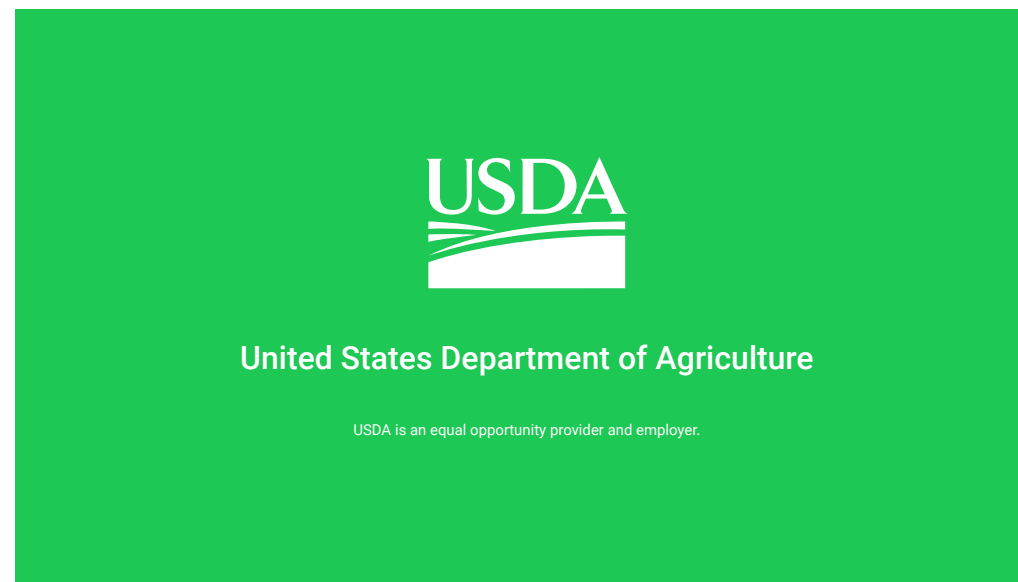 USDA
United States Department of Agriculture
USDA is an equal opportunity provider and employer.